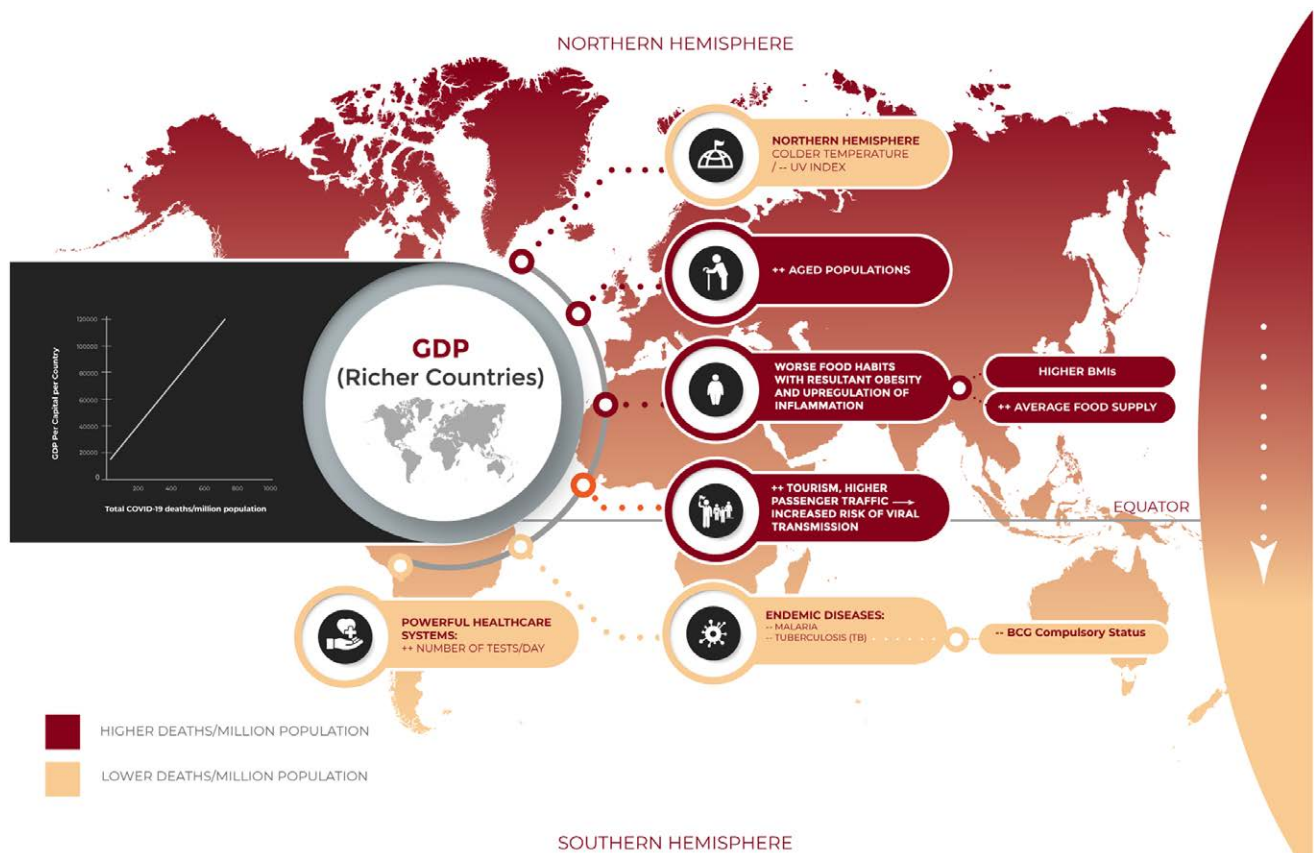 NORTHERN HEMISPHERE
NORTHERN HEMISPHERE
COLDER TEMPERATURE
/ -- UV INDEX
++ AGED POPULATIONS
GDP
(Richer Countries)
GDP Per Capital per Country
120000
100000
80000
60000
40000
20000
0
200
400
600
800
1000
Total COVID-19 deaths/million population
WORSE FOOD HABITS
WITH RESULTANT OBESITY
AND UPREGULATION OF
INFLAMMATION
HIGHER BMIs
++ AVERAGE FOOD SUPPLY
++ TOURISM, HIGHER
PASSENGER TRAFFIC →
INCREASED RISK OF VIRAL
TRANSMISSION
EQUATOR
POWERFUL HEALTHCARE
SYSTEMS:
++ NUMBER OF TESTS/DAY
ENDEMIC DISEASES:
-- MALARIA
-- TUBERCULOSIS (TB)
-- BCG Compulsory Status
HIGHER DEATHS/MILLION POPULATION
LOWER DEATHS/MILLION POPULATION
SOUTHERN HEMISPHERE